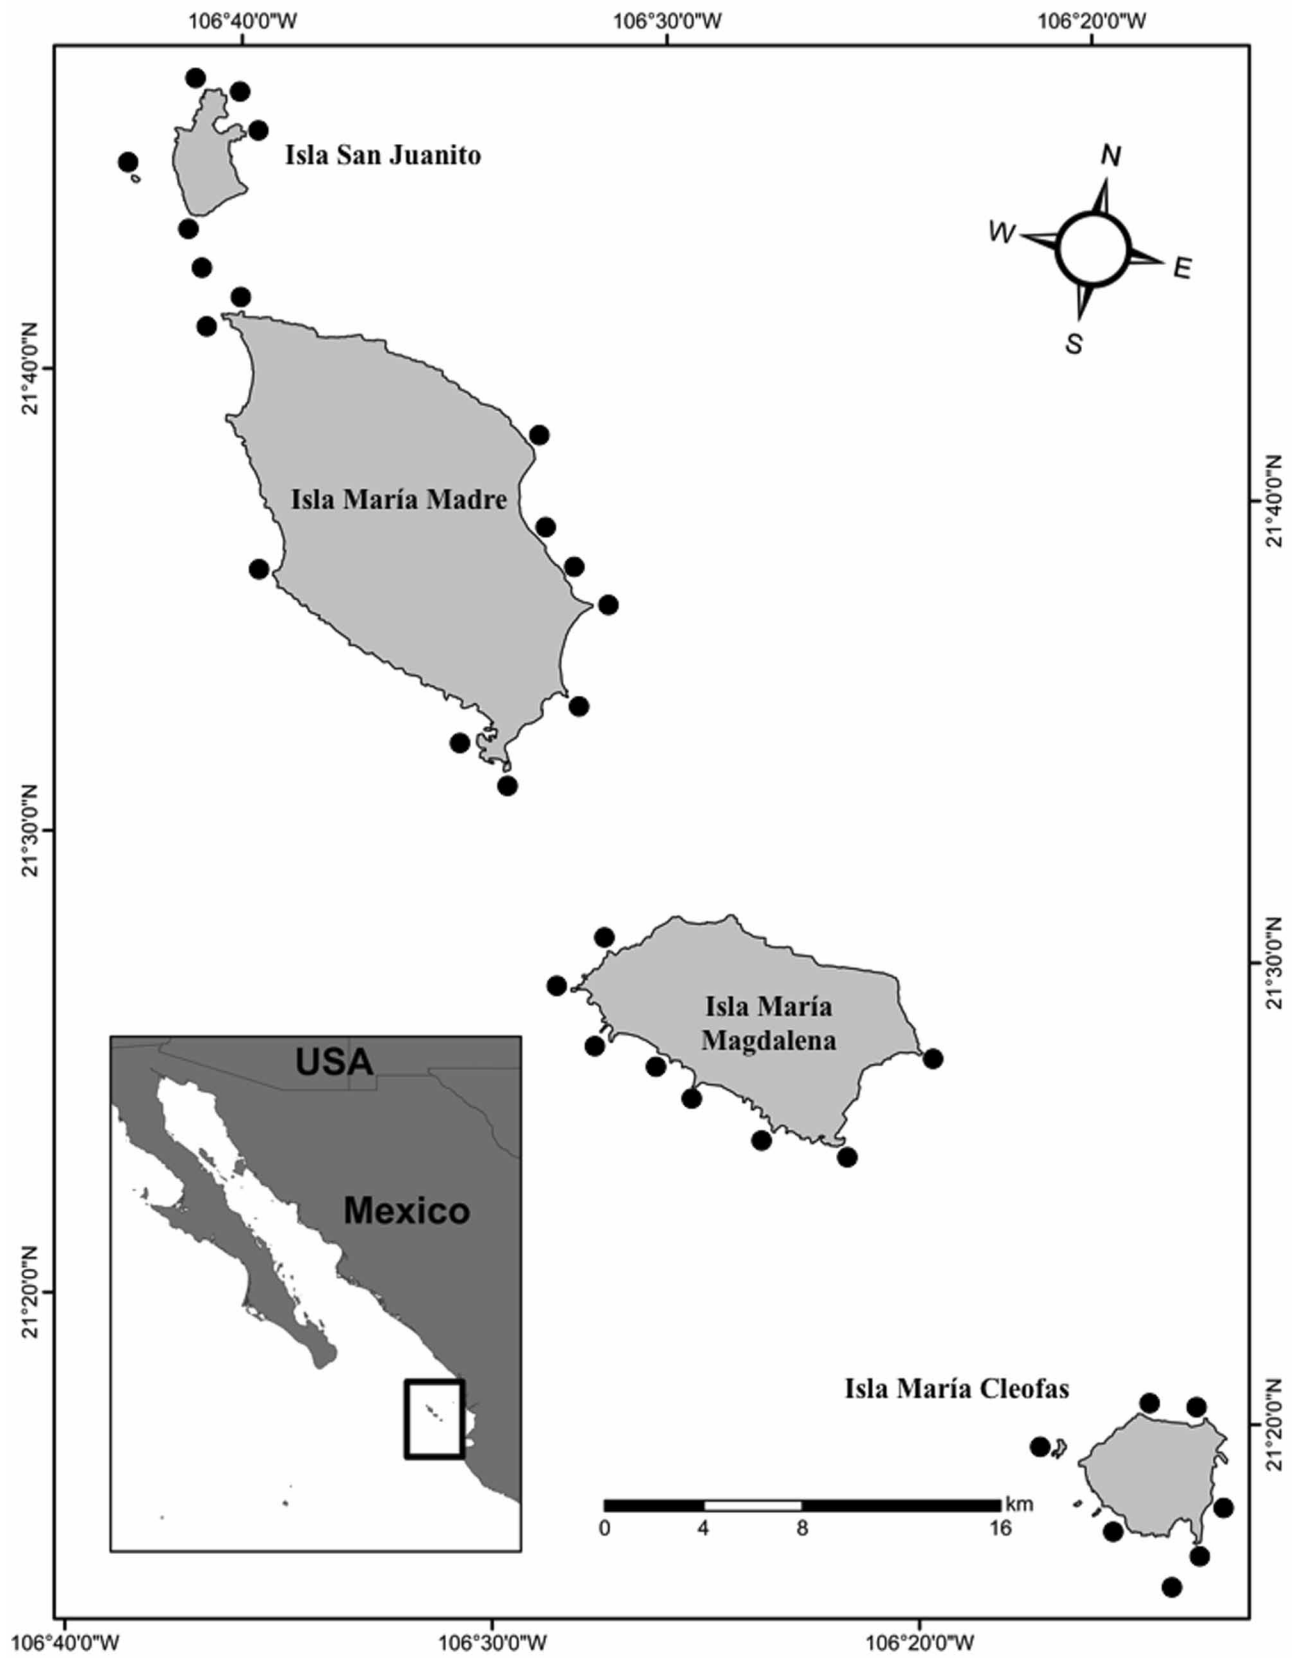 106°40'0"W
106°30'0"W
106°20'0"W
Isla San Juanito
N
W
E
S
21°40'0"N
21°40'0"N
Isla María Madre
21°30'0"N
21°30'0"N
Isla María
Magdalena
USA
Mexico
21°20'0"N
21°20'0"N
Isla María Cleofas
km
0
4
8
16
106°40'0"W
106°30'0"W
106°20'0"W